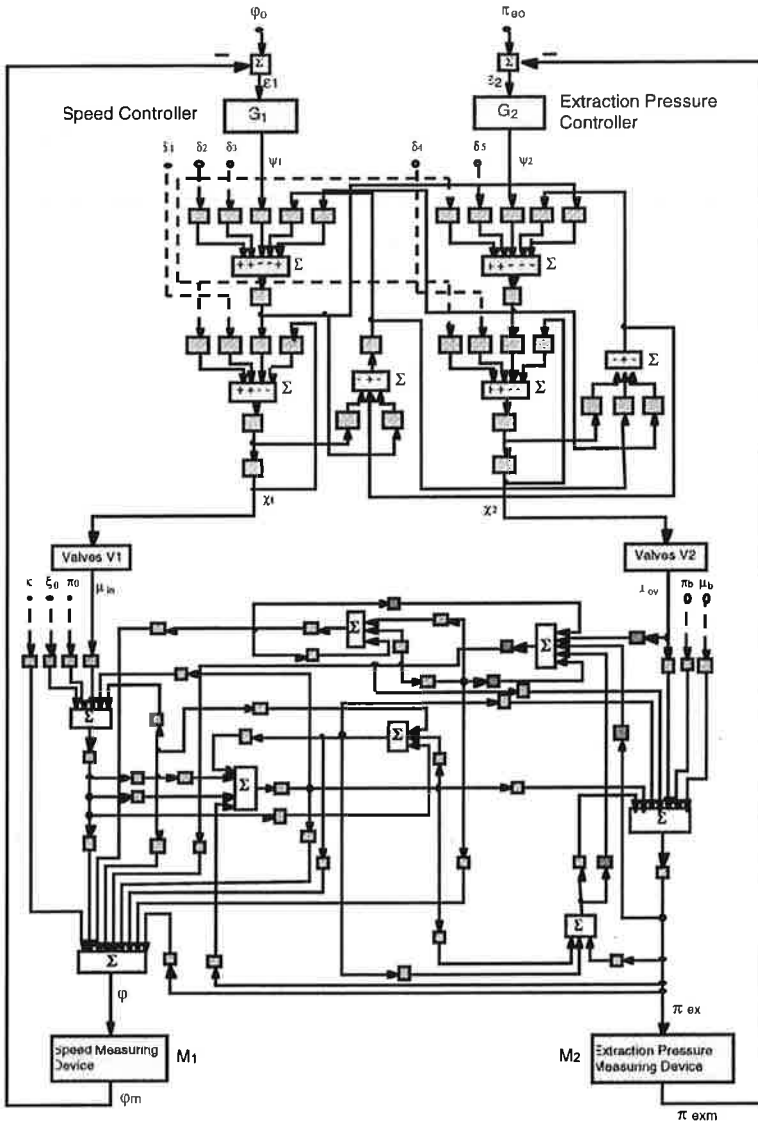 φo
πeo
−
Σ
−
Σ
ε1
ε2
Speed Controller
G1
G2
Extraction Pressure
Controller
δ1
δ2
δ3
ψ1
δ4
δ5
ψ2
++--+
Σ
++---
Σ
++--
Σ
-+-
Σ
++--
Σ
-+-
Σ
χ1
χ2
Valves V1
Valves V2
κ
ξ0
π0
μin
πb
μb
Σ
Σ
Σ
Σ
Σ
Σ
Σ
Σ
φ
π ex
Speed Measuring
Device
M1
M2
Extraction Pressure
Measuring Device
φm
π exm